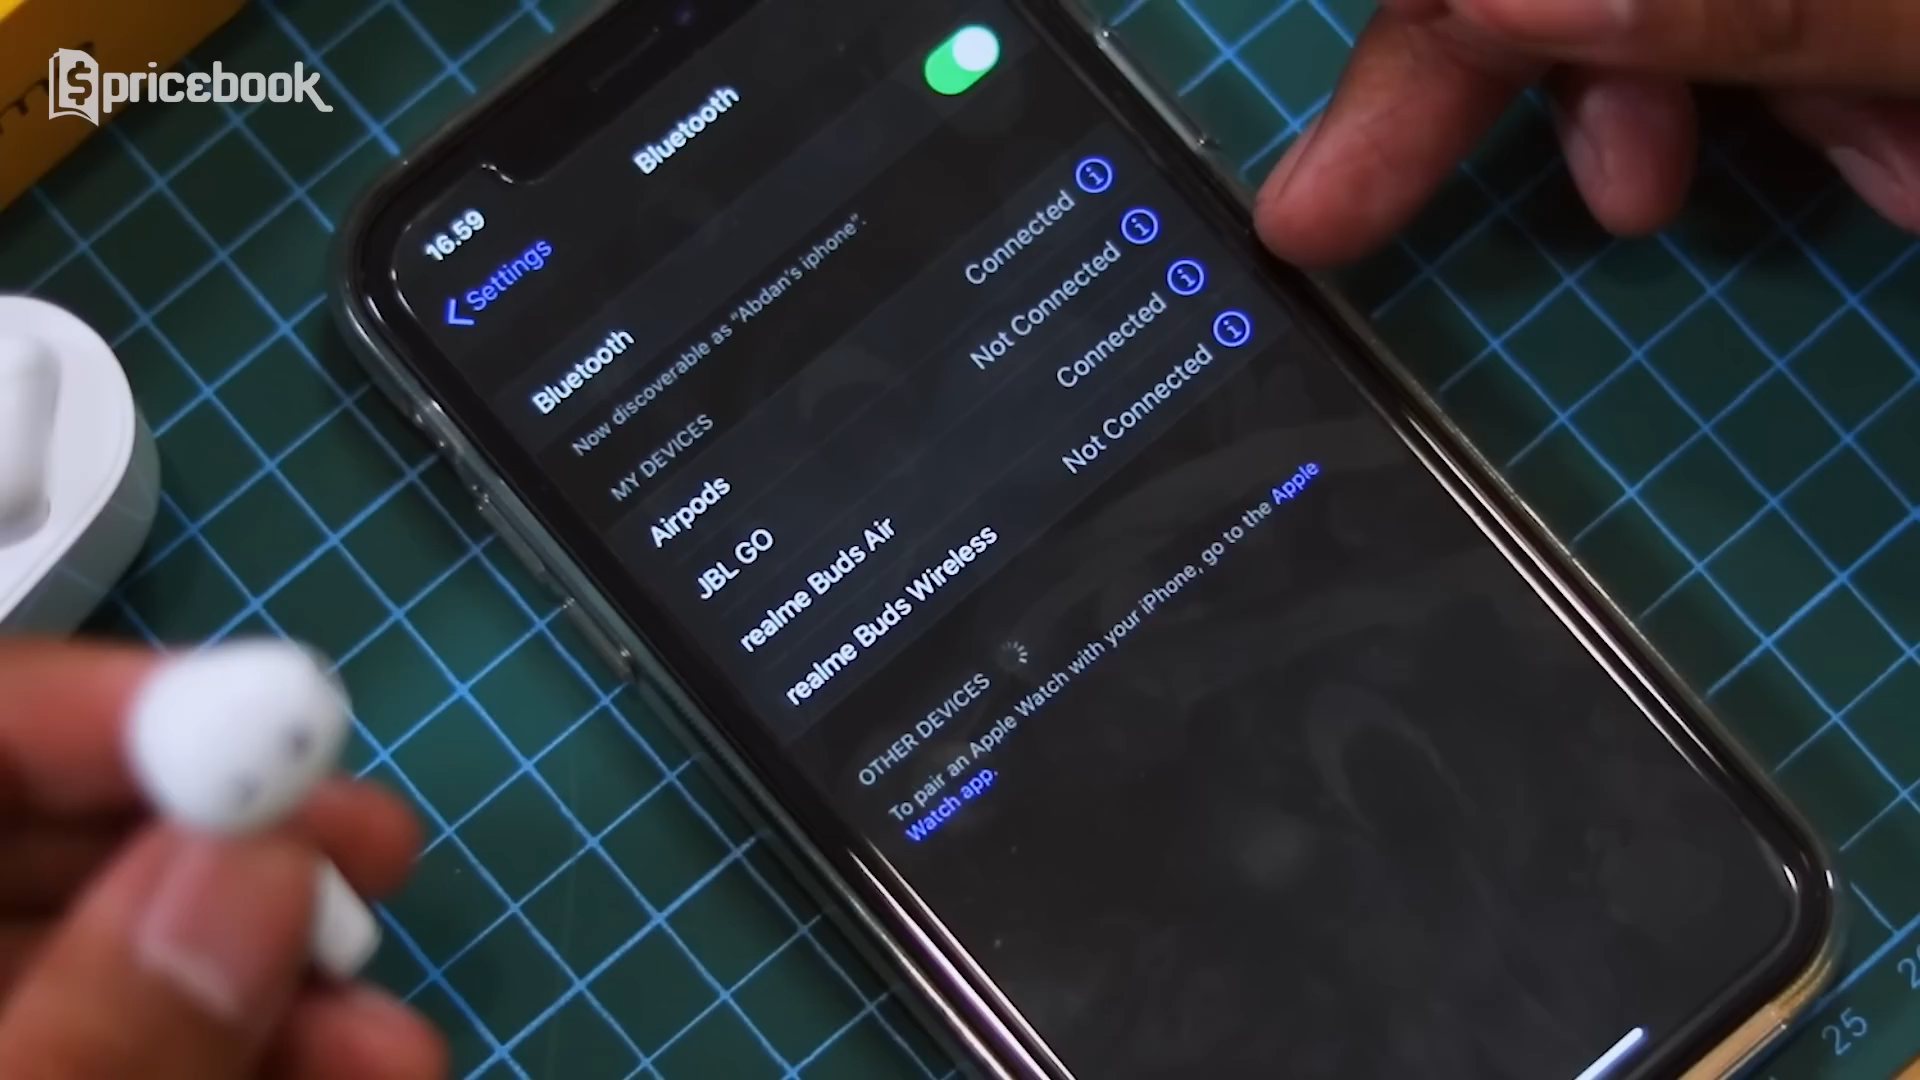 pricebook
16.59
Settings
Bluetooth
Bluetooth
Now discoverable as "Abdan's iphone".
MY DEVICES
Airpods Connected
JBL GO Not Connected
realme Buds Air Connected
realme Buds Wireless Not Connected
OTHER DEVICES
To pair an Apple Watch with your iPhone, go to the Apple
Watch app.
25